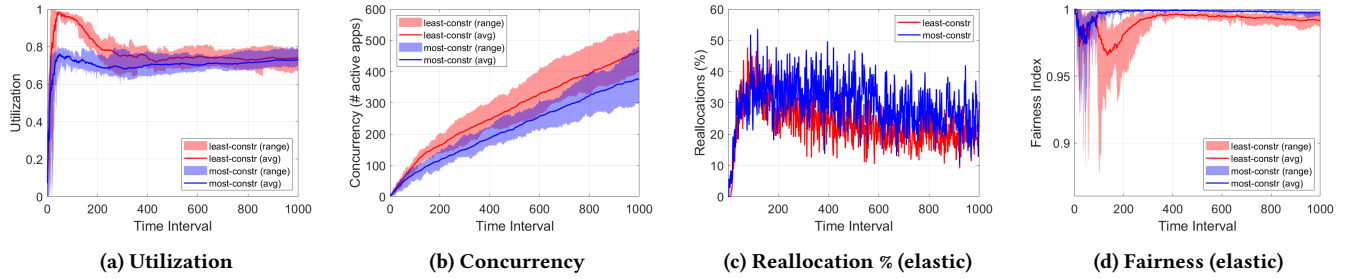 1
0.8
0.6
0.4
0.2
0
Utilization
least-constr (range)
least-constr (avg)
most-constr (range)
most-constr (avg)
0 200 400 600 800 1000
Time Interval
(a) Utilization
600
500
400
300
200
100
0
Concurrency (# active apps)
least-constr (range)
least-constr (avg)
most-constr (range)
most-constr (avg)
0 200 400 600 800 1000
Time Interval
(b) Concurrency
60
50
40
30
20
10
0
Reallocations (%)
least-constr
most-constr
0 200 400 600 800 1000
Time Interval
(c) Reallocation % (elastic)
1
0.95
0.9
Fairness Index
least-constr (range)
least-constr (avg)
most-constr (range)
most-constr (avg)
0 200 400 600 800 1000
Time Interval
(d) Fairness (elastic)